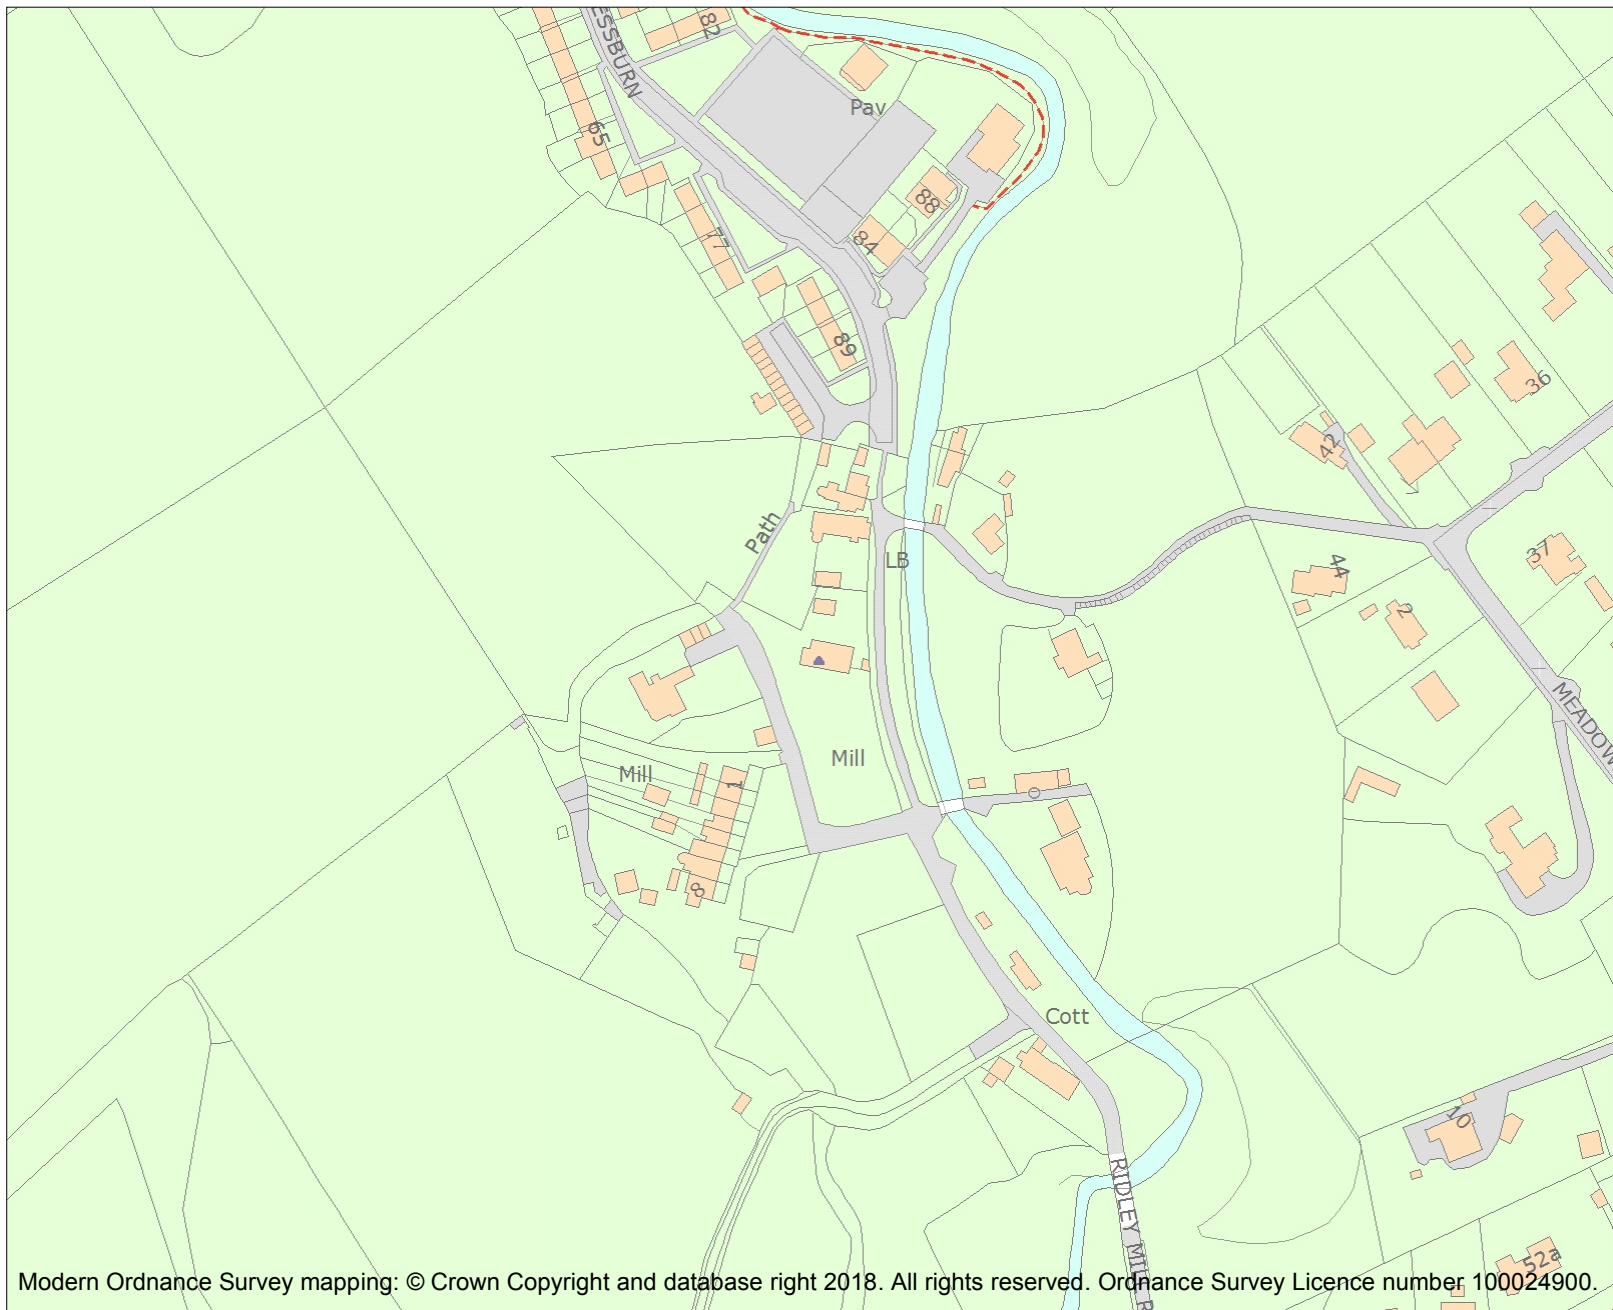 ESSBURN
82
Pav
65
88
77
84
89
36
42
Path
LB
37
44
2
MEADOW
Mill
Mill
1
8
Cott
10
RIDLEY MILL R
52a
Modern Ordnance Survey mapping: © Crown Copyright and database right 2018. All rights reserved. Ordnance Survey Licence number 100024900.